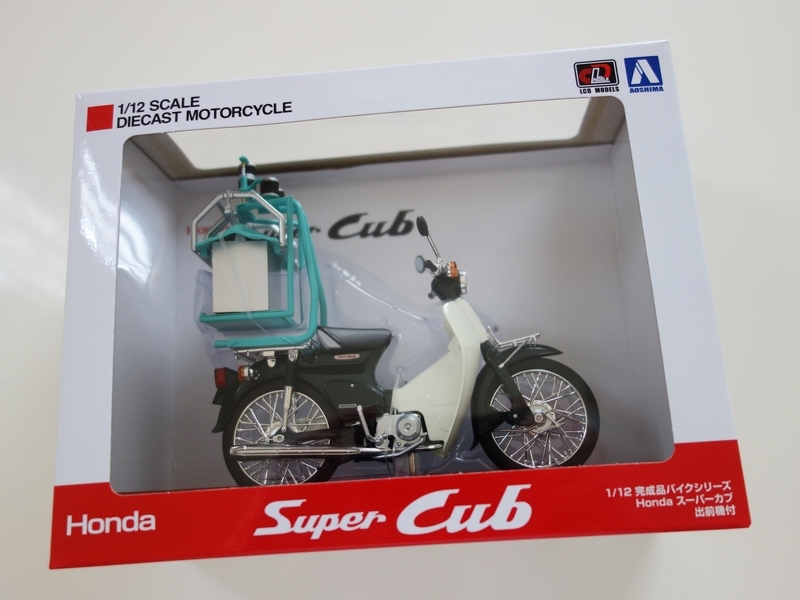 1/12 SCALE
DIECAST MOTORCYCLE
LCD MODELS
AOSHIMA
Super Cub
Honda
Super Cub
1/12 完成品バイクシリーズ
Honda スーパーカブ
出前機付